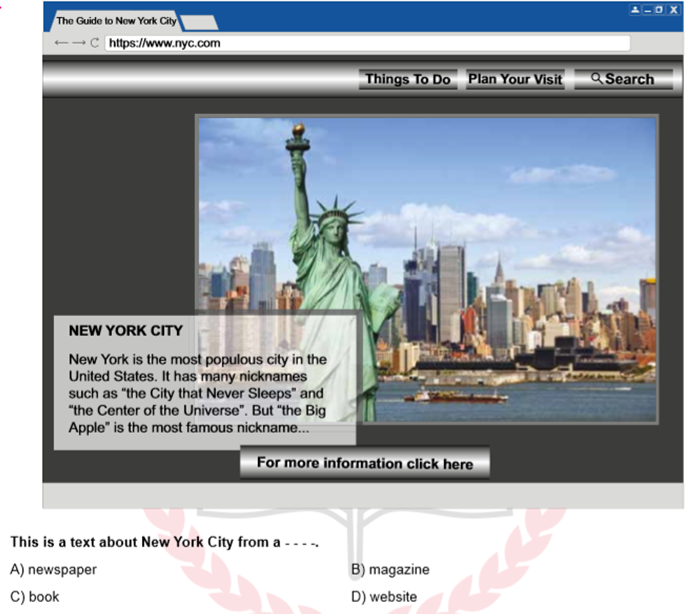 The Guide to New York City
https://www.nyc.com
Things To Do Plan Your Visit Search
NEW YORK CITY
New York is the most populous city in the
United States. It has many nicknames
such as “the City that Never Sleeps” and
“the Center of the Universe”. But “the Big
Apple” is the most famous nickname...
For more information click here
This is a text about New York City from a - - - -.
A) newspaper B) magazine
C) book D) website